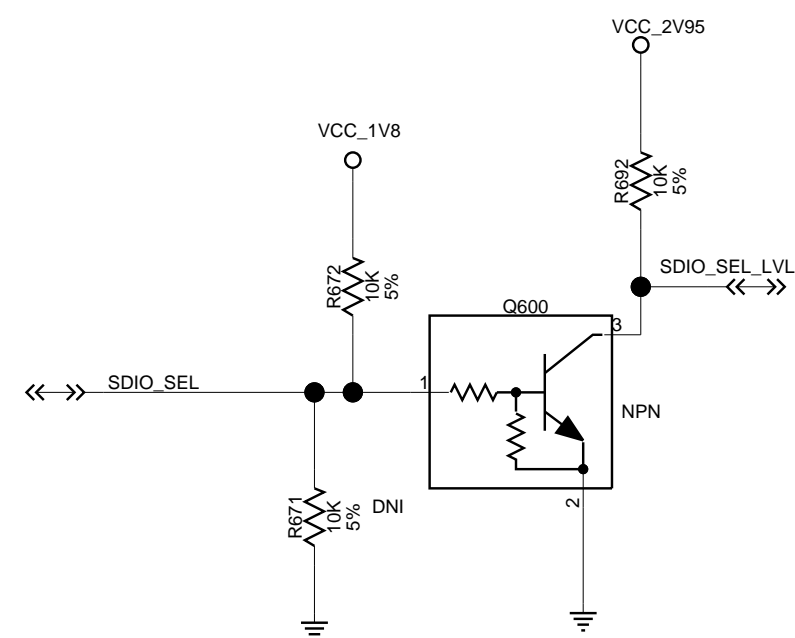 VCC_2V95
VCC_1V8
R692
10K
5%
SDIO_SEL_LVL
R672
10K
5%
Q600
3
SDIO_SEL
1
NPN
R671
10K
5%
DNI
2